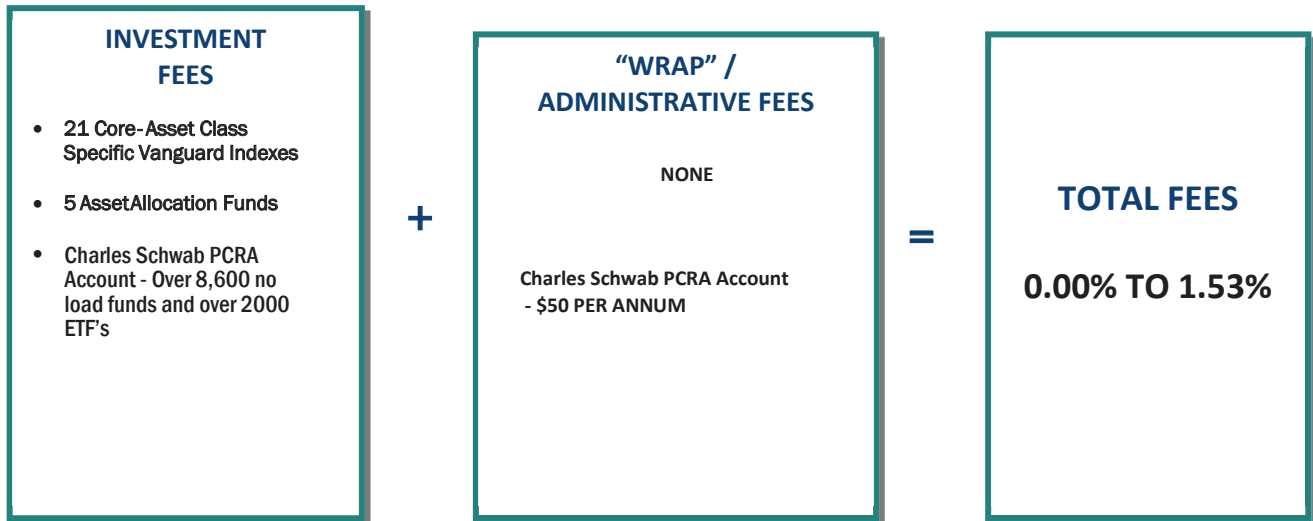 INVESTMENT
FEES
• 21 Core-Asset Class
Specific Vanguard Indexes
• 5 AssetAllocation Funds
• Charles Schwab PCRA
Account - Over 8,600 no
load funds and over 2000
ETF's
+
“WRAP” /
ADMINISTRATIVE FEES
NONE
Charles Schwab PCRA Account
- $50 PER ANNUM
=
TOTAL FEES
0.00% TO 1.53%